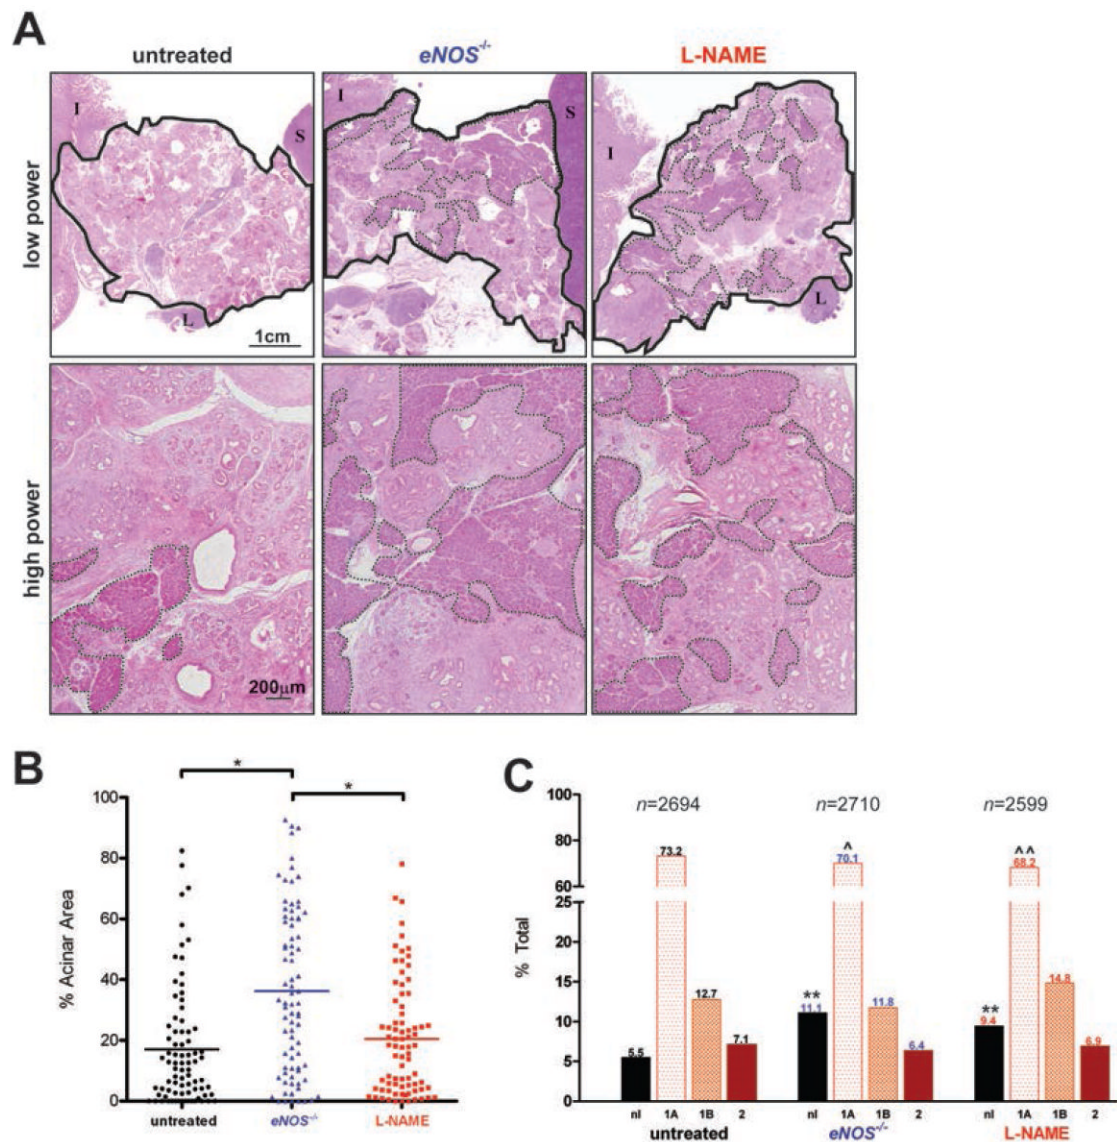 A
untreated
eNOS-/-
L-NAME
low power
I
S
L
1cm
I
S
I
L
high power
200µm
B
*
*
100
80
60
40
20
0
% Acinar Area
untreated
eNOS-/-
L-NAME
C
n=2694
n=2710
n=2599
100
80
60
25
20
15
10
5
0
% Total
5.5
73.2
12.7
7.1
**
11.1
^
70.1
11.8
6.4
**
9.4
^^
68.2
14.8
6.9
nl 1A 1B 2
nl 1A 1B 2
nl 1A 1B 2
untreated
eNOS-/-
L-NAME